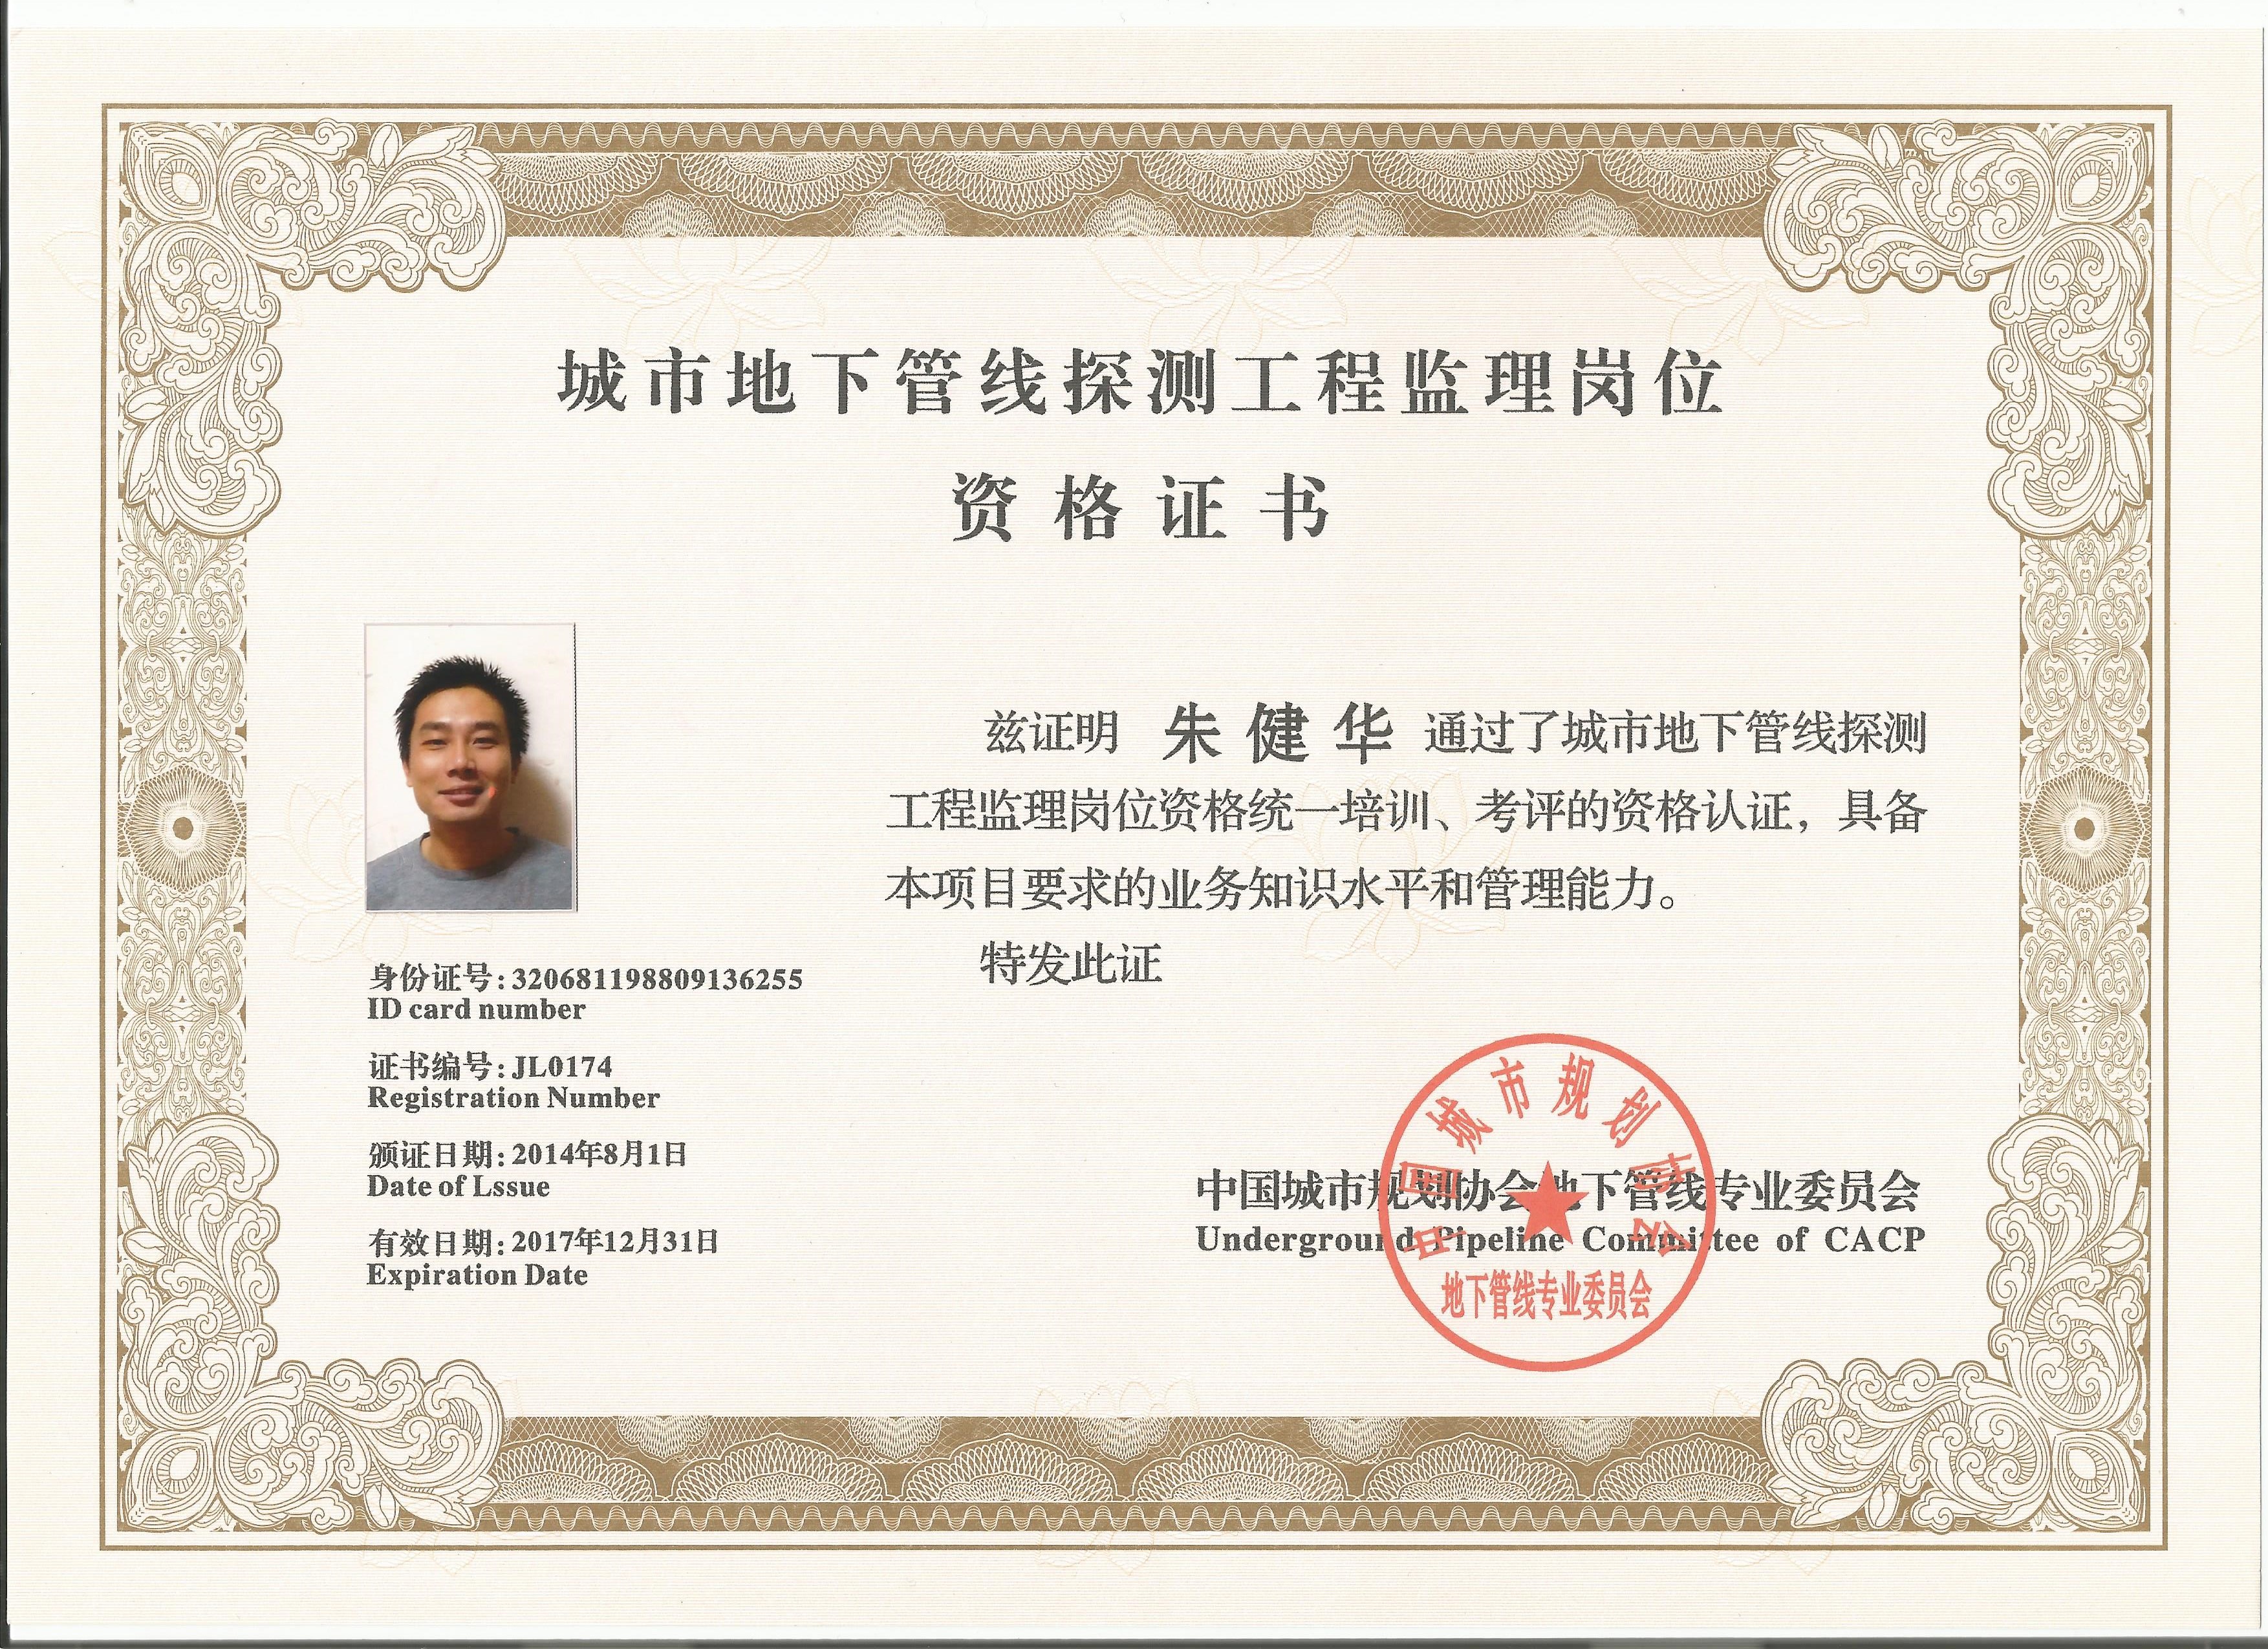 城市地下管线探测工程监理岗位
资格证书
兹证明 朱健华 通过了城市地下管线探测
工程监理岗位资格统一培训、考评的资格认证，具备
本项目要求的业务知识水平和管理能力。
特发此证
身份证号:320681198809136255
ID card number
证书编号:JL0174
Registration Number
颁证日期:2014年8月1日
Date of Lssue
有效日期:2017年12月31日
Expiration Date
中国城市规划协会地下管线专业委员会
Underground Pipeline Committee of CACP
中国城市规划协会
地下管线专业委员会